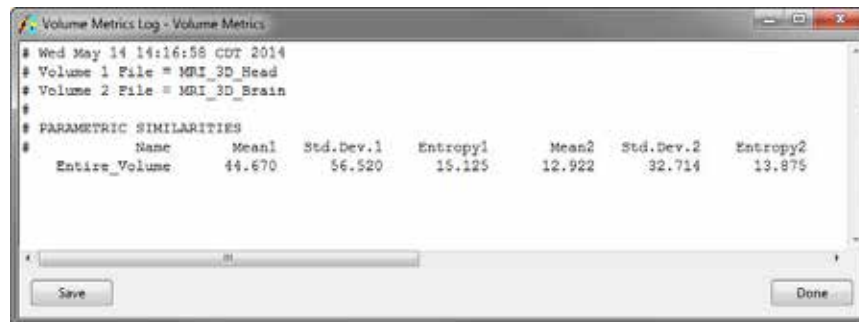 Volume Metrics Log - Volume Metrics
# Wed May 14 14:16:58 CDT 2014
# Volume 1 File = MRI_3D_Head
# Volume 2 File = MRI_3D_Brain
#
# PARAMETRIC SIMILARITIES
# Name Mean1 Std.Dev.1 Entropy1 Mean2 Std.Dev.2 Entropy2
Entire_Volume 44.670 56.520 15.125 12.922 32.714 13.875
Save Done